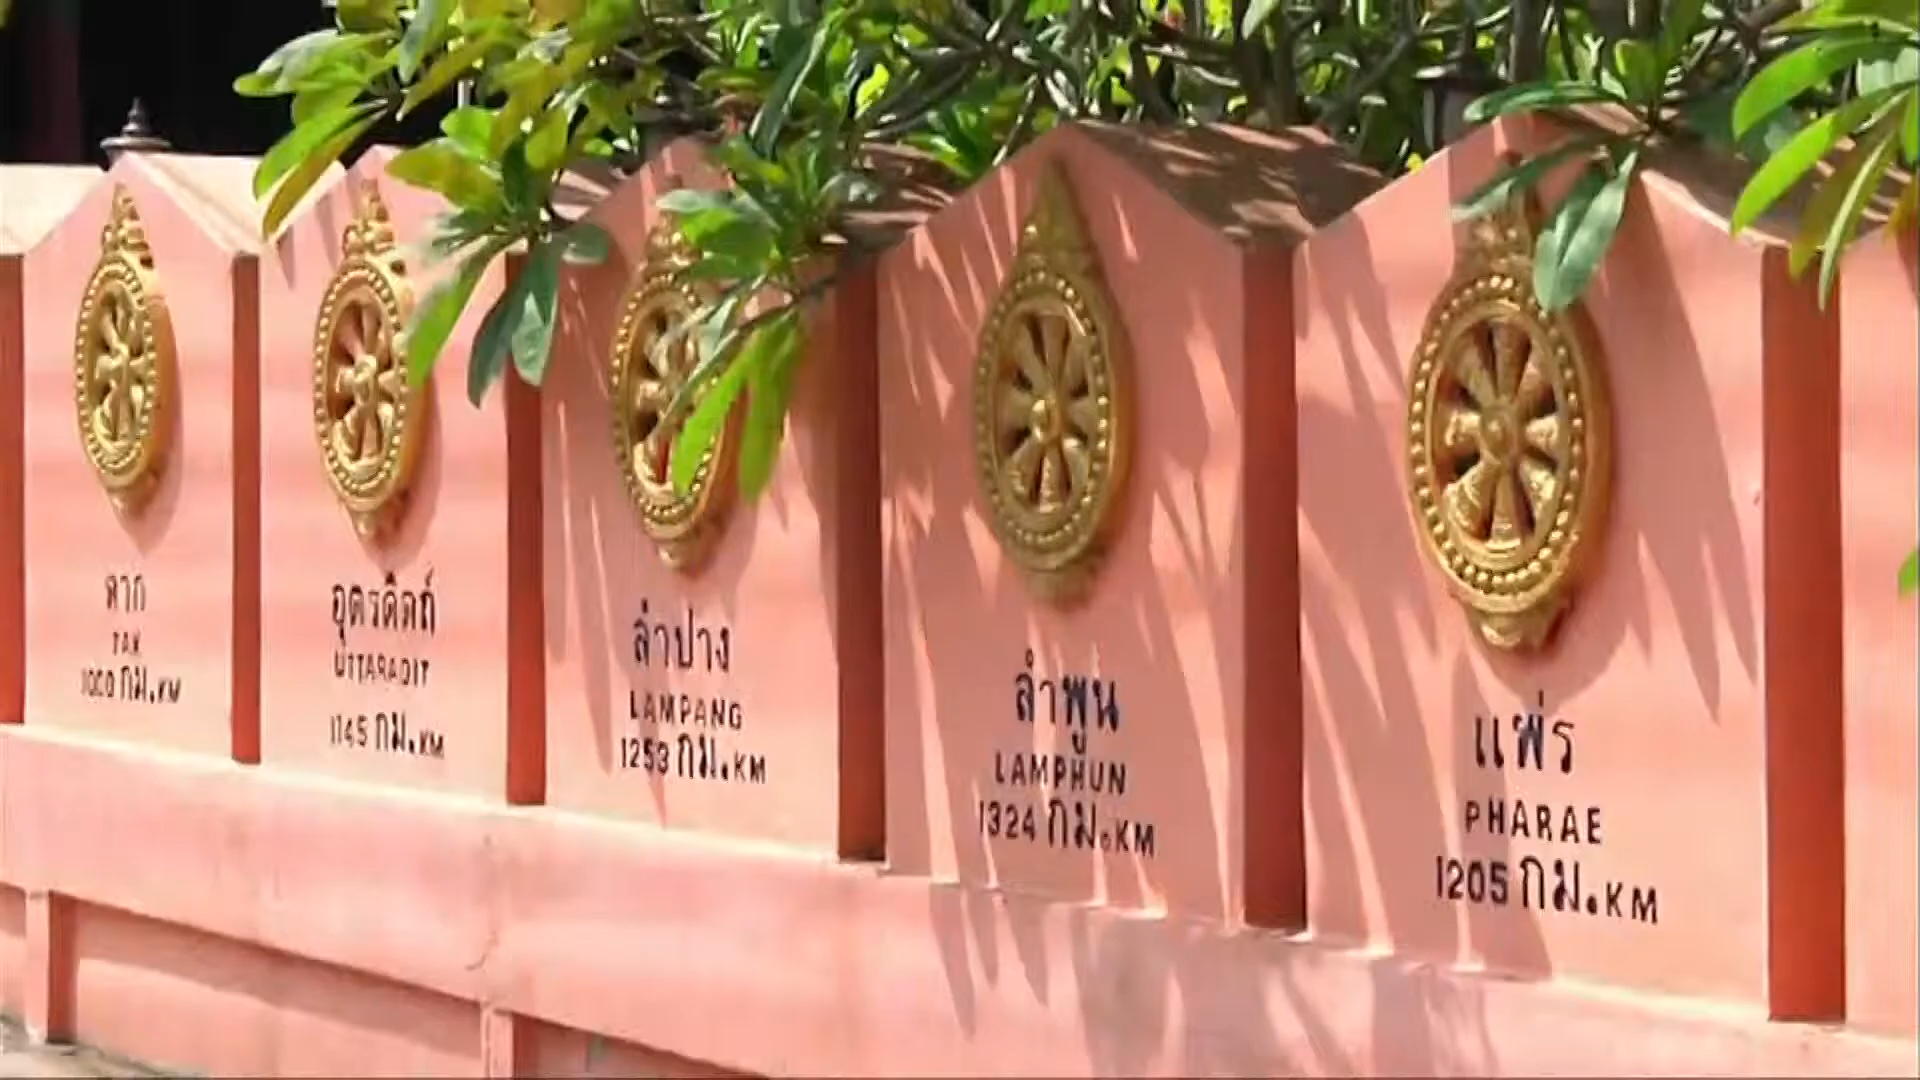 ตาก
TAK
1000 กม.KM
อุตรดิตถ์
UTTARADIT
1145 กม.KM
ลำปาง
LAMPANG
1253 กม.KM
ลำพูน
LAMPHUN
1324 กม.KM
แพร่
PHARAE
1205 กม.KM